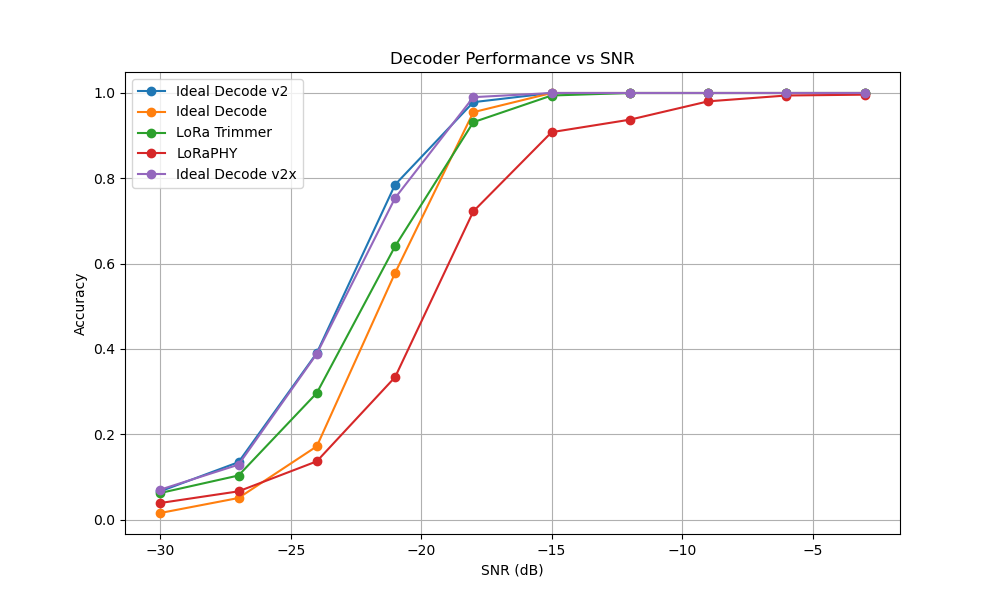 Decoder Performance vs SNR
Ideal Decode v2
Ideal Decode
LoRa Trimmer
LoRaPHY
Ideal Decode v2x
1.0
0.8
0.6
0.4
0.2
0.0
Accuracy
−30
−25
−20
−15
−10
−5
SNR (dB)